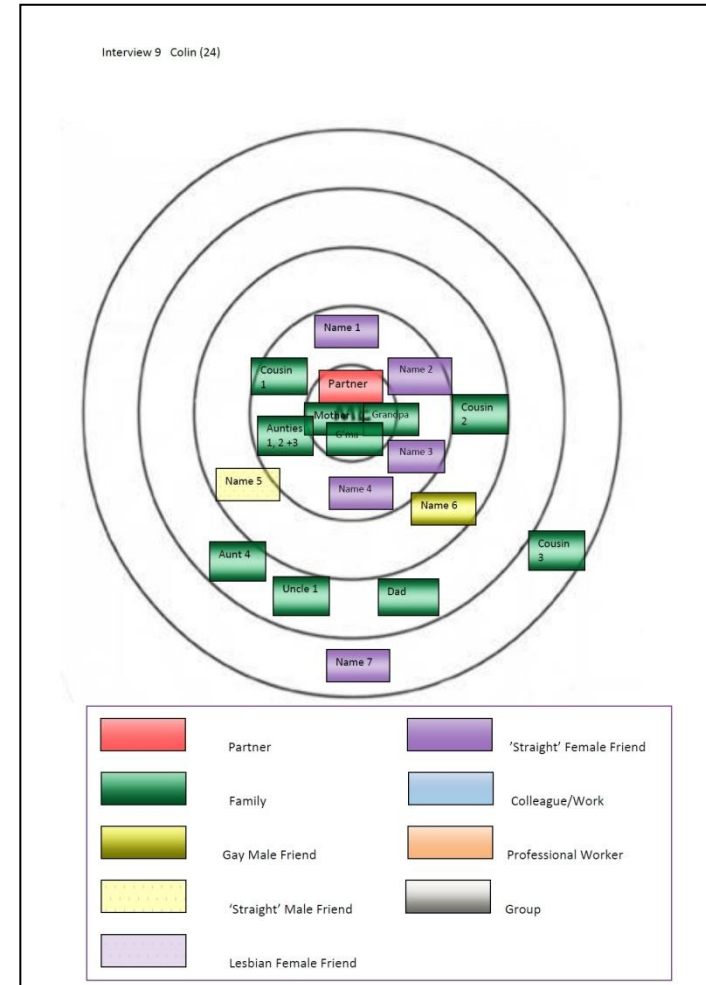 Interview 9 Colin (24)
Name 1
Cousin
1
Name 2
Partner
Mother
ME
Grandpa
Cousin
2
Aunties
1, 2 +3
G'ma
Name 3
Name 5
Name 4
Name 6
Aunt 4
Cousin
3
Uncle 1
Dad
Name 7
Partner
'Straight' Female Friend
Family
Colleague/Work
Gay Male Friend
Professional Worker
'Straight' Male Friend
Group
Lesbian Female Friend